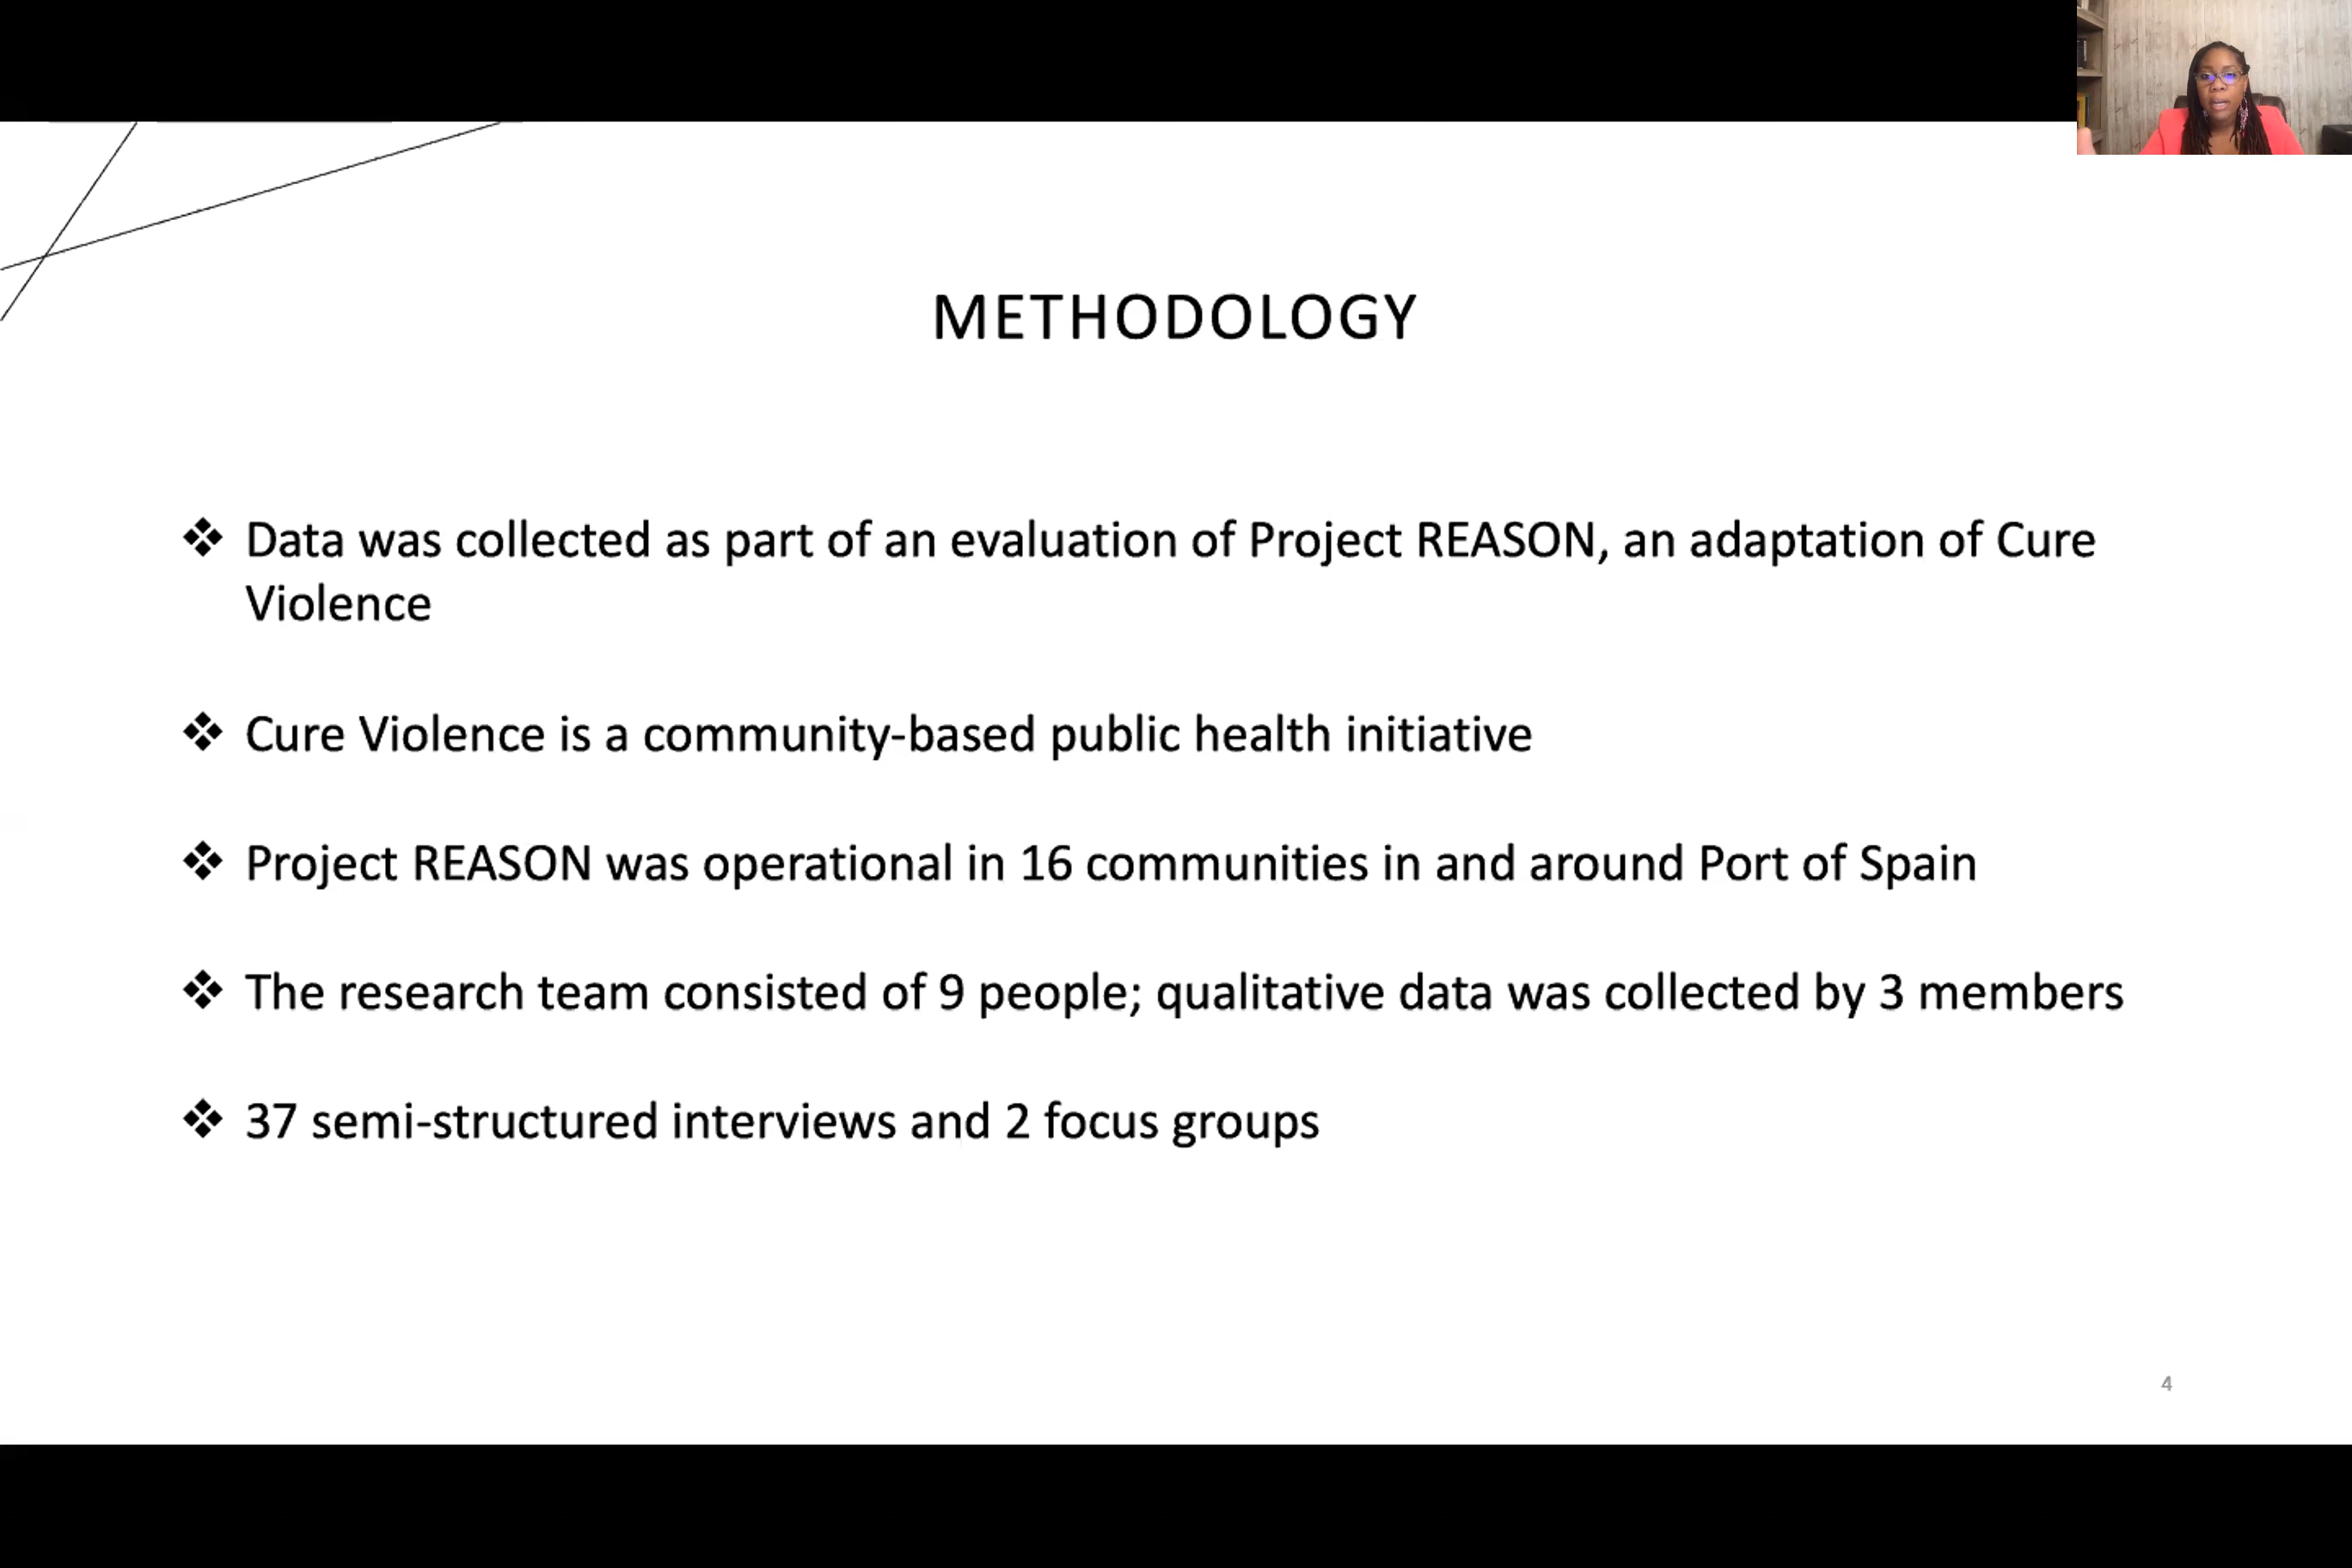 METHODOLOGY
❖ Data was collected as part of an evaluation of Project REASON, an adaptation of Cure
Violence
❖ Cure Violence is a community-based public health initiative
❖ Project REASON was operational in 16 communities in and around Port of Spain
❖ The research team consisted of 9 people; qualitative data was collected by 3 members
❖ 37 semi-structured interviews and 2 focus groups
4